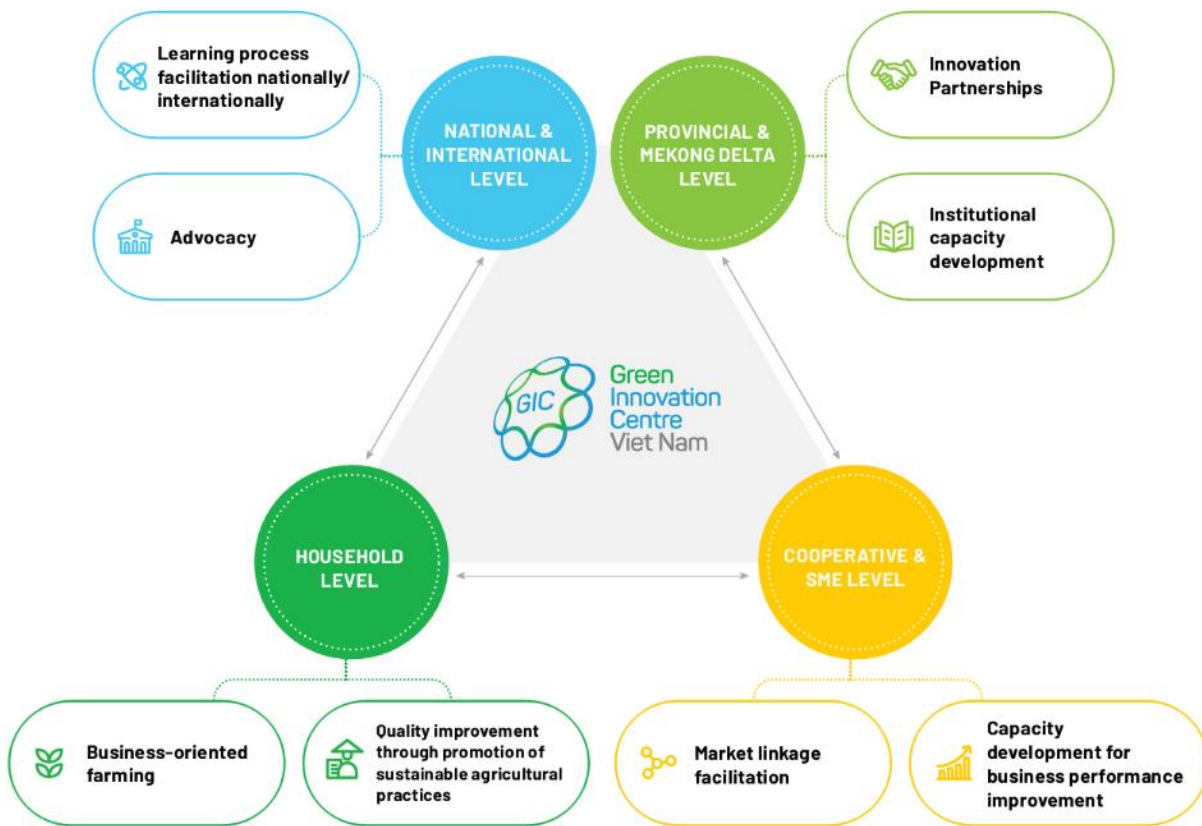 Learning process
facilitation nationally/
internationally
Advocacy
NATIONAL &
INTERNATIONAL
LEVEL
PROVINCIAL &
MEKONG DELTA
LEVEL
Innovation
Partnerships
Institutional
capacity
development
GIC
Green
Innovation
Centre
Viet Nam
HOUSEHOLD
LEVEL
COOPERATIVE &
SME LEVEL
Business-oriented
farming
Quality improvement
through promotion of
sustainable agricultural
practices
Market linkage
facilitation
Capacity
development for
business performance
improvement